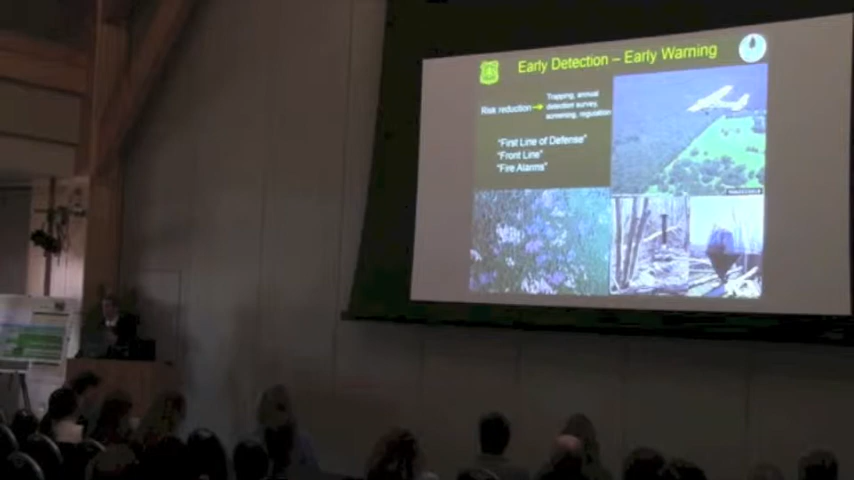 Early Detection – Early Warning
Risk reduction
Trapping, annual
detection survey,
screening, regulation
"First Line of Defense"
"Front Line"
"Fire Alarms"